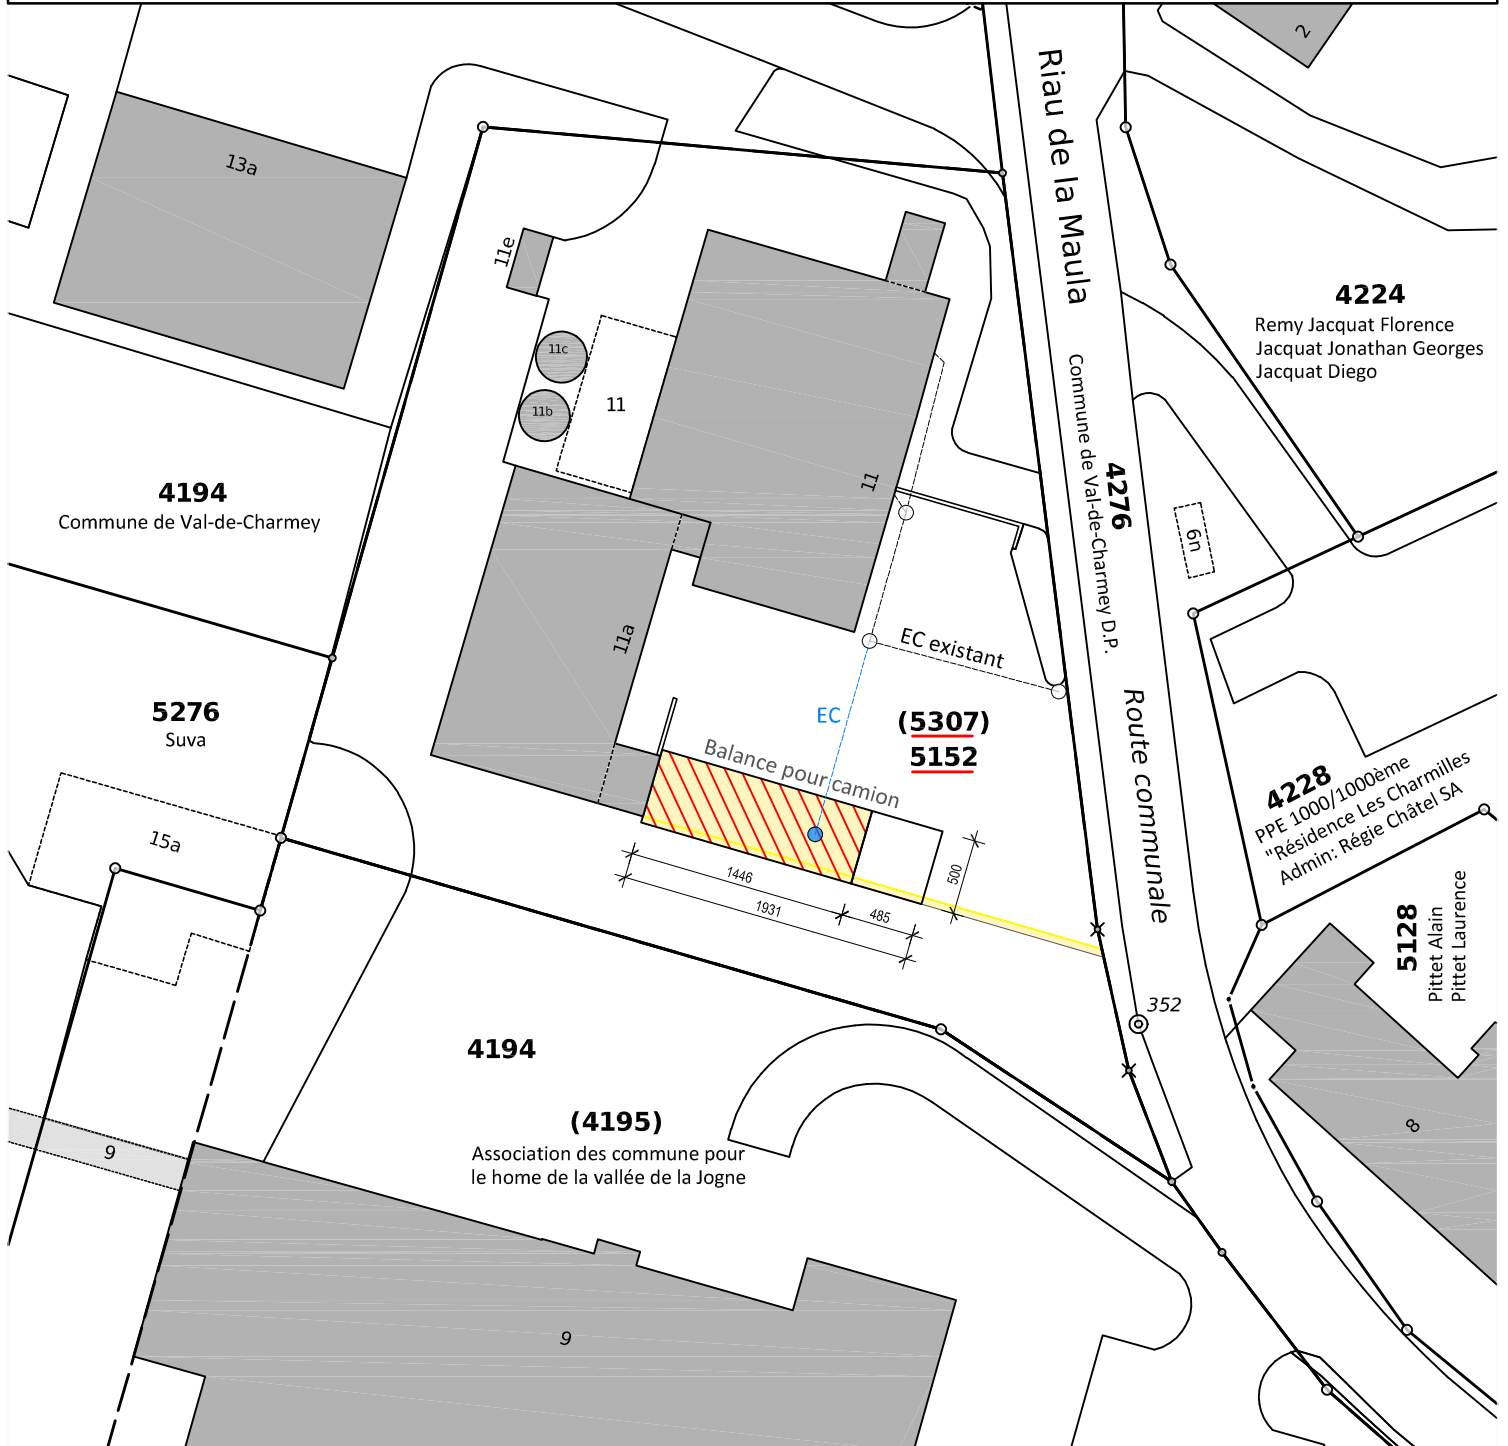 2
Riau de la Maula
13a
11e
4224
Remy Jacquat Florence
Jacquat Jonathan Georges
Jacquat Diego
11c
11b
11
11
4276
Commune de Val-de-Charmey D.P.
4194
Commune de Val-de-Charmey
6n
11a
EC existant
EC
5276
Suva
(5307)
5152
Route communale
Balance pour camion
4228
PPE 1000/1000ème
"Résidence Les Charmilles
Admin: Régie Châtel SA
15a
1446
1931
485
500
5128
Pittet Alain
Pittet Laurence
352
4194
(4195)
Association des commune pour
le home de la vallée de la Jogne
9
8
9